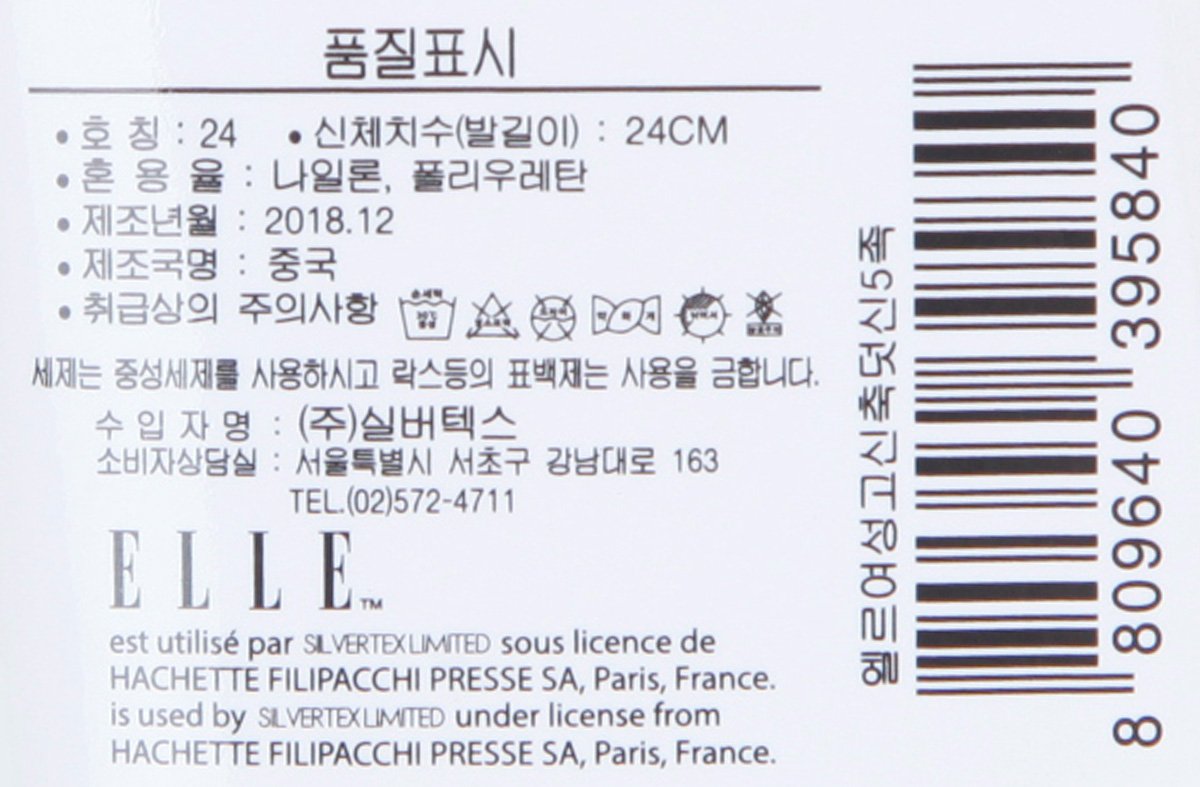 품질표시
• 호 칭 : 24 • 신체치수(발길이) : 24CM
• 혼 용 율 : 나일론, 폴리우레탄
• 제조년월 : 2018.12
• 제조국명 : 중국
• 취급상의 주의사항
세제는 중성세제를 사용하시고 락스등의 표백제는 사용을 금합니다.
수 입 자 명 : (주)실버텍스
소비자상담실 : 서울특별시 서초구 강남대로 163
TEL.(02)572-4711
ELLE™
est utilisé par SILVERTEX LIMITED sous licence de
HACHETTE FILIPACCHI PRESSE SA, Paris, France.
is used by SILVERTEX LIMITED under license from
HACHETTE FILIPACCHI PRESSE SA, Paris, France.
엘르여성고신축덧신5족
8 809640 395840